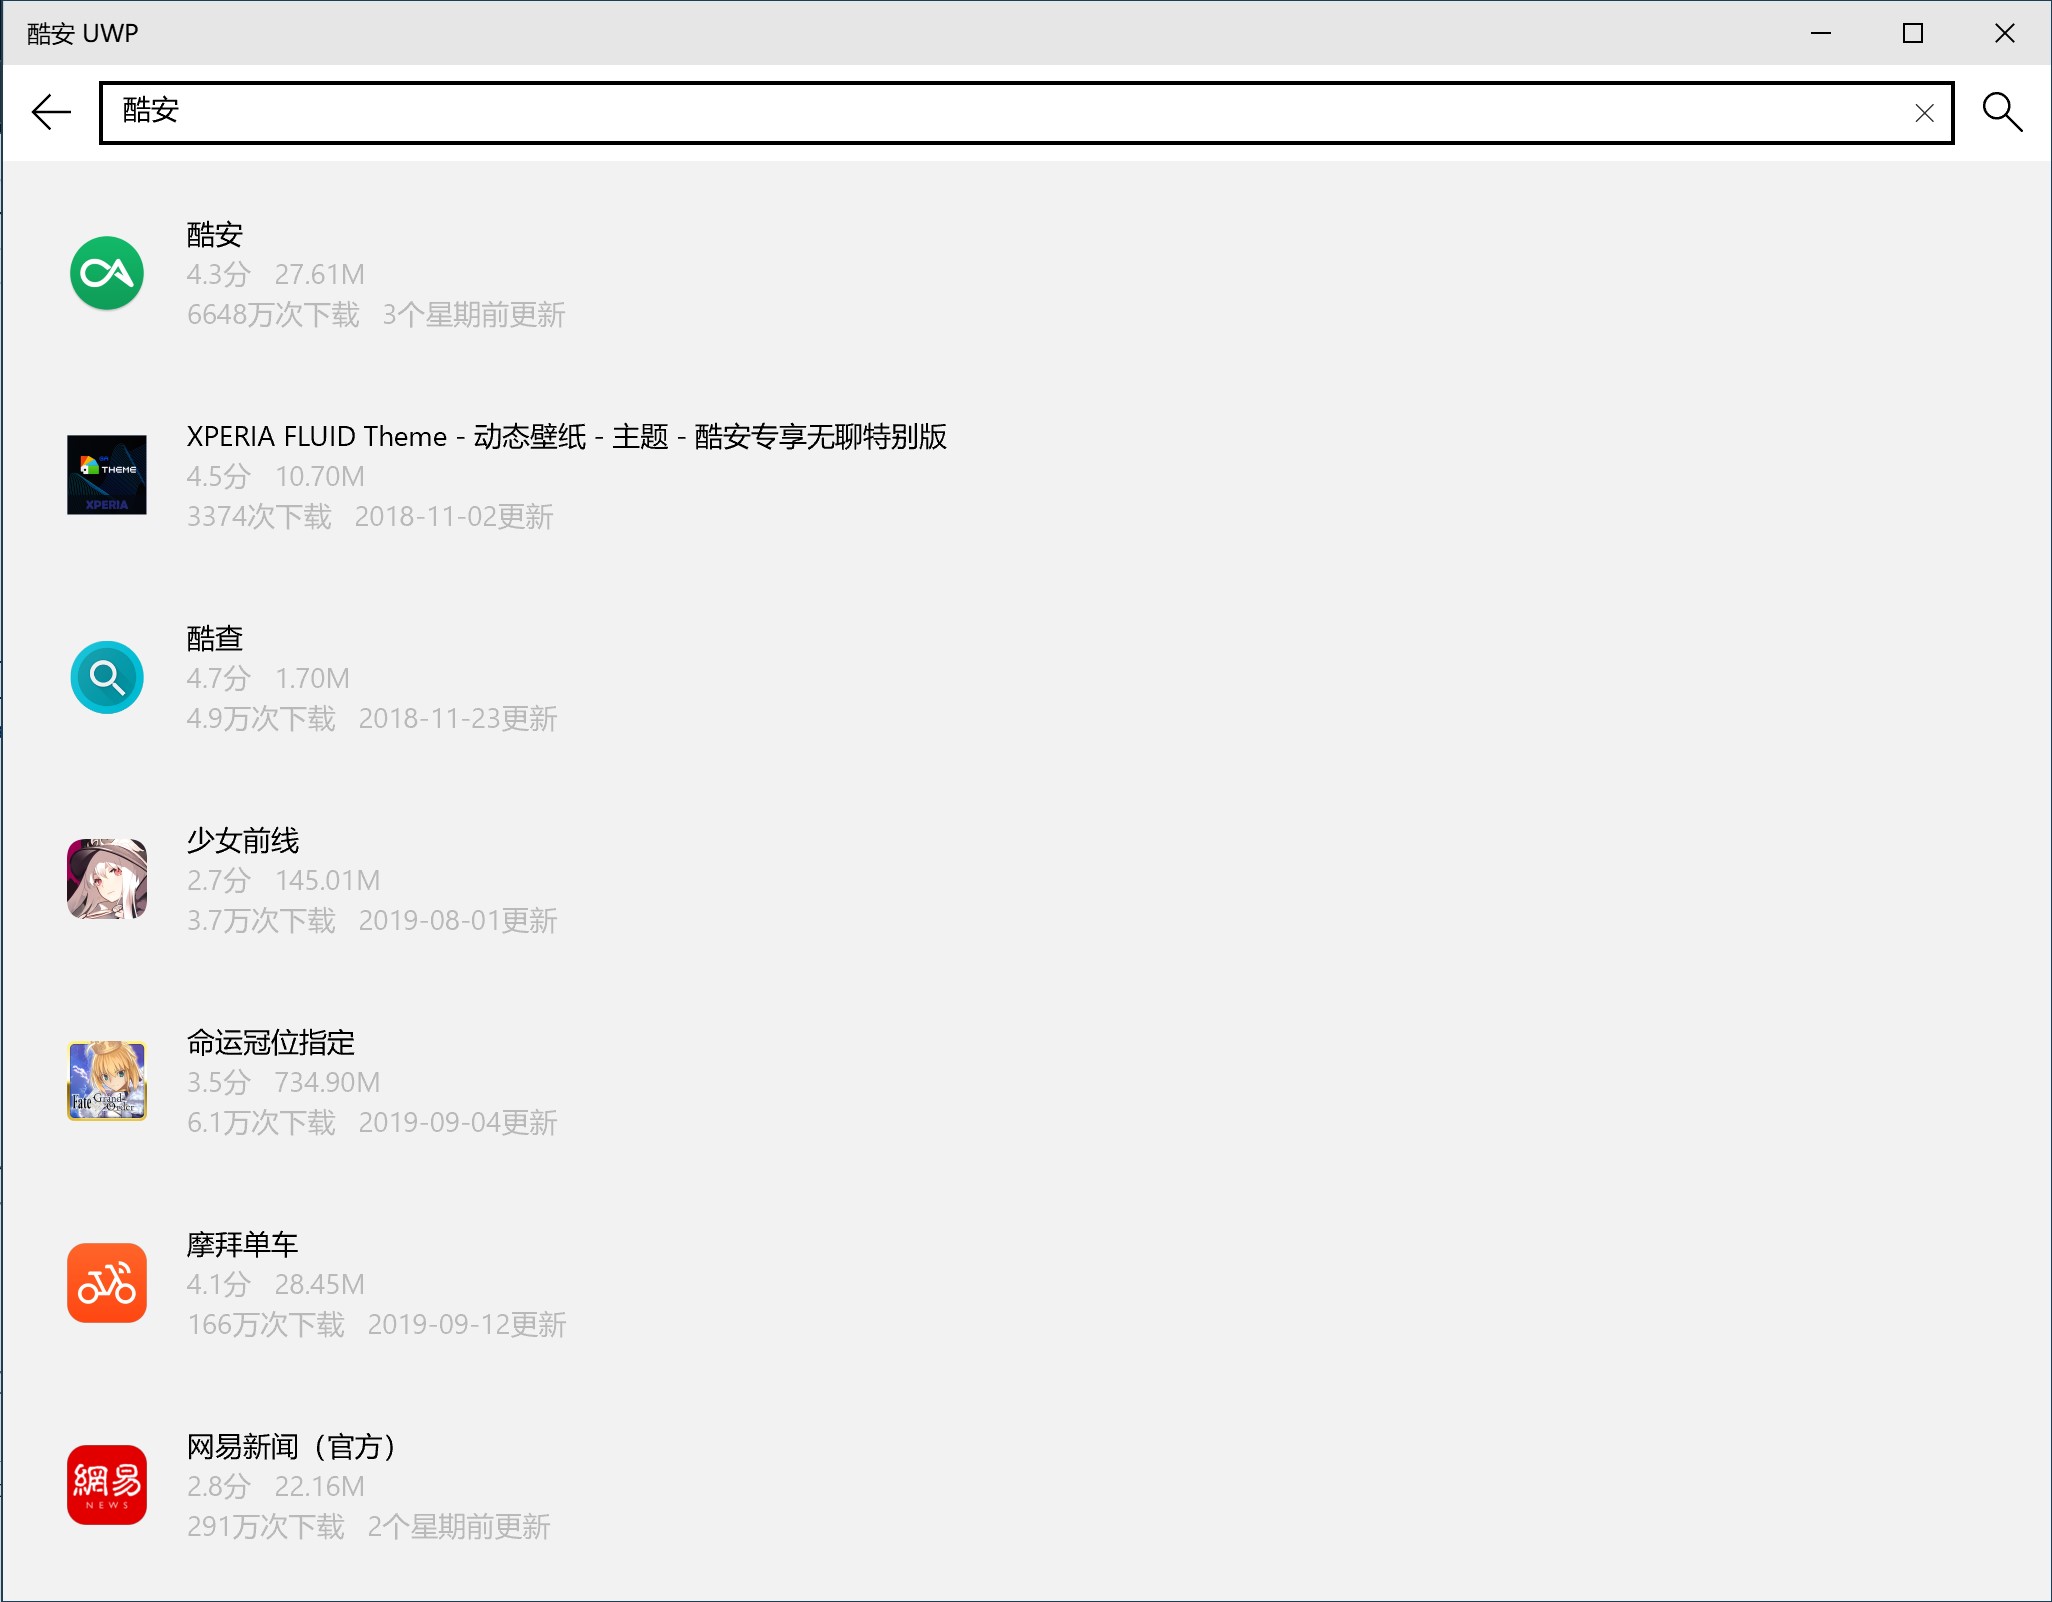 酷安 UWP
酷安
酷安
4.3分 27.61M
6648万次下载 3个星期前更新
XPERIA FLUID Theme - 动态壁纸 - 主题 - 酷安专享无聊特别版
THEME
XPERIA
4.5分 10.70M
3374次下载 2018-11-02更新
酷查
4.7分 1.70M
4.9万次下载 2018-11-23更新
少女前线
2.7分 145.01M
3.7万次下载 2019-08-01更新
命运冠位指定
Fate Grand Order
3.5分 734.90M
6.1万次下载 2019-09-04更新
摩拜单车
4.1分 28.45M
166万次下载 2019-09-12更新
网易新闻（官方）
網易
NEWS
2.8分 22.16M
291万次下载 2个星期前更新